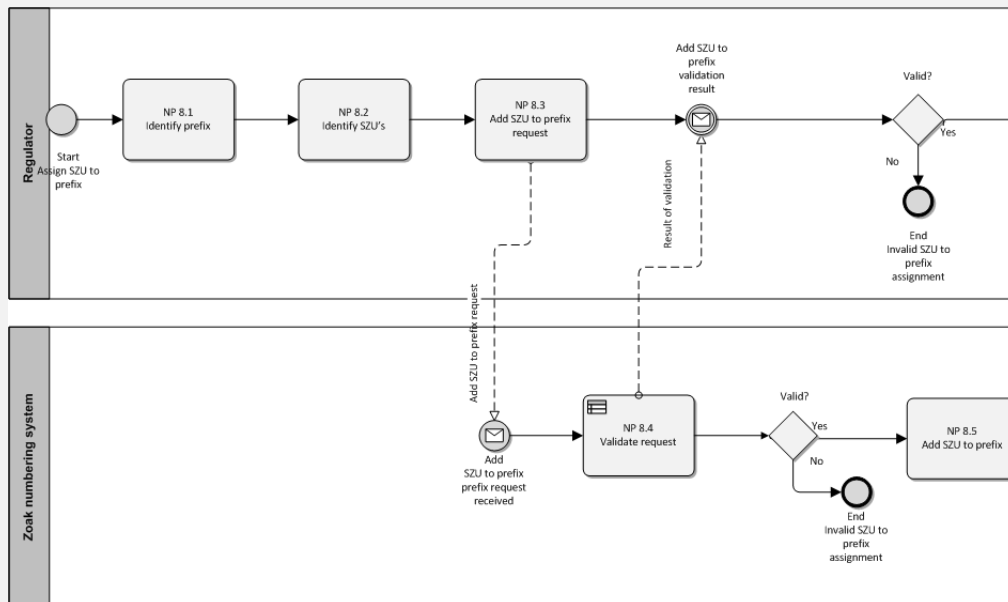 Regulator
Start
Assign SZU to
prefix
NP 8.1
Identify prefix
NP 8.2
Identify SZU's
NP 8.3
Add SZU to prefix
request
Add SZU to
prefix
validation
result
Valid?
Yes
No
End
Invalid SZU to
prefix
assignment
Add SZU to prefix request
Result of validation
Zoak numbering system
Add
SZU to prefix
prefix request
received
NP 8.4
Validate request
Valid?
Yes
No
End
Invalid SZU to
prefix
assignment
NP 8.5
Add SZU to prefix